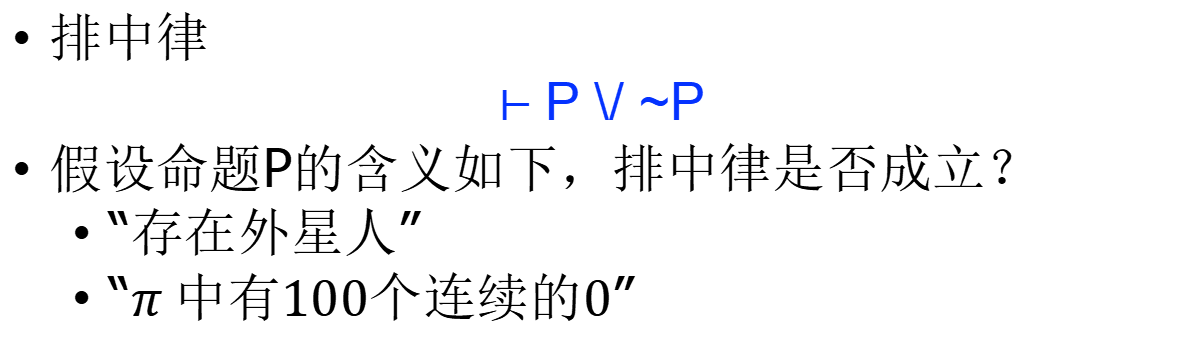 • 排中律
⊢ P \/ ~P
• 假设命题P的含义如下，排中律是否成立？
• “存在外星人”
• “π 中有100个连续的0”